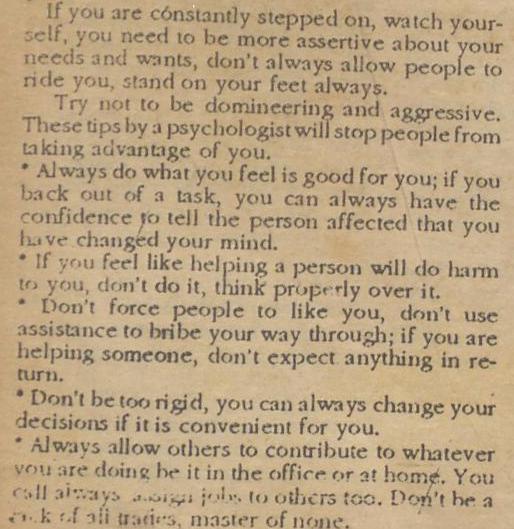 If you are constantly stepped on, watch your-
self, you need to be more assertive about your
needs and wants, don't always allow people to
ride you, stand on your feet always.
Try not to be domineering and aggressive.
These tips by a psychologist will stop people from
taking advantage of you.
* Always do what you feel is good for you; if you
back out of a task, you can always have the
confidence to tell the person affected that you
have changed your mind.
* If you feel like helping a person will do harm
to you, don't do it, think properly over it.
* Don't force people to like you, don't use
assistance to bribe your way through; if you are
helping someone, don't expect anything in re-
turn.
* Don't be too rigid, you can always change your
decisions if it is convenient for you.
* Always allow others to contribute to whatever
you are doing be it in the office or at home. You
call always assign jobs to others too. Don't be a
of all trades, master of none.